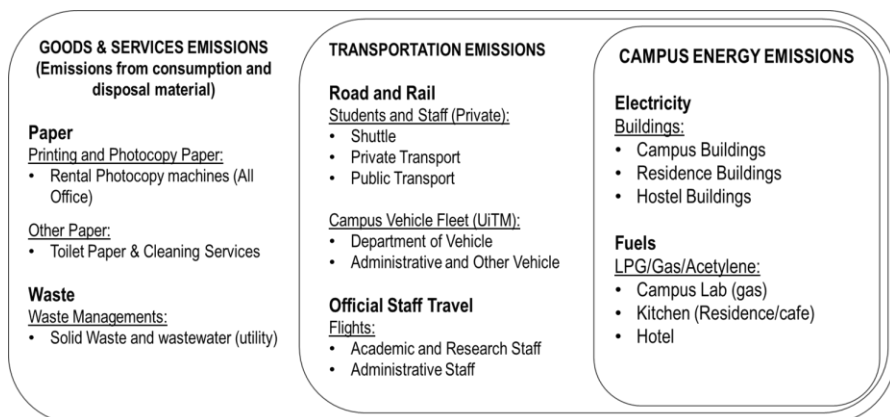 GOODS & SERVICES EMISSIONS
(Emissions from consumption and
disposal material)
Paper
Printing and Photocopy Paper:
• Rental Photocopy machines (All
Office)
Other Paper:
• Toilet Paper & Cleaning Services
Waste
Waste Managements:
• Solid Waste and wastewater (utility)
TRANSPORTATION EMISSIONS
Road and Rail
Students and Staff (Private):
• Shuttle
• Private Transport
• Public Transport
Campus Vehicle Fleet (UiTM):
• Department of Vehicle
• Administrative and Other Vehicle
Official Staff Travel
Flights:
• Academic and Research Staff
• Administrative Staff
CAMPUS ENERGY EMISSIONS
Electricity
Buildings:
• Campus Buildings
• Residence Buildings
• Hostel Buildings
Fuels
LPG/Gas/Acetylene:
• Campus Lab (gas)
• Kitchen (Residence/cafe)
• Hotel